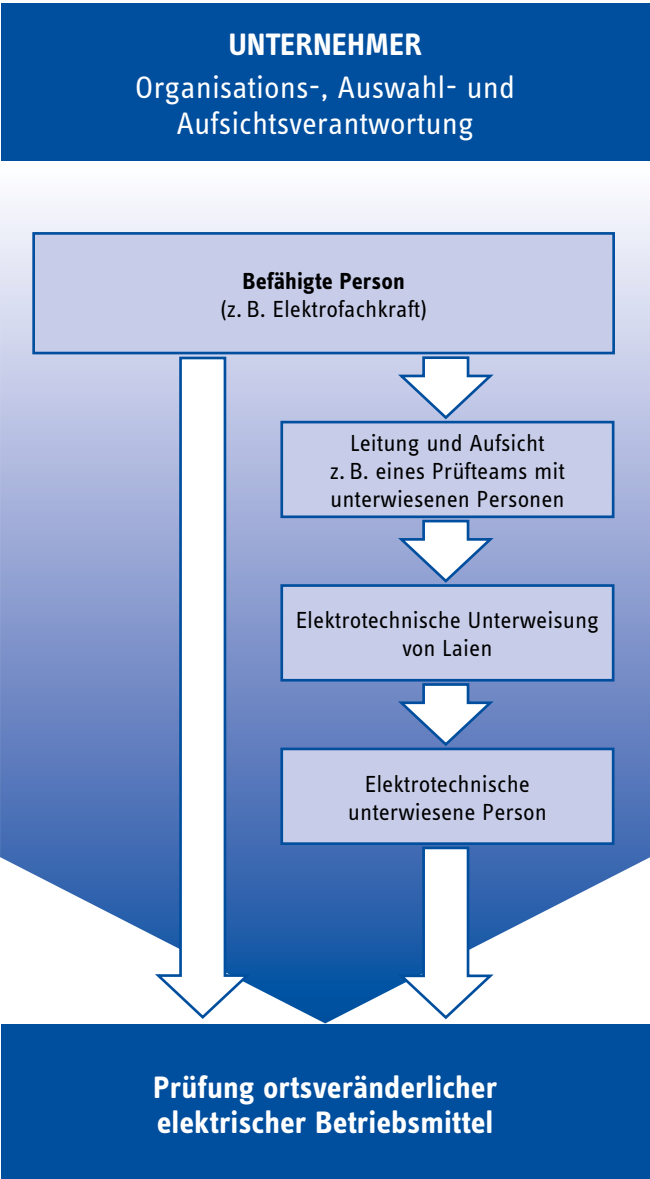 UNTERNEHMER
Organisations-, Auswahl- und
Aufsichtsverantwortung
Befähigte Person
(z. B. Elektrofachkraft)
Leitung und Aufsicht
z. B. eines Prüfteams mit
unterwiesenen Personen
Elektrotechnische Unterweisung
von Laien
Elektrotechnische
unterwiesene Person
Prüfung ortsveränderlicher
elektrischer Betriebsmittel